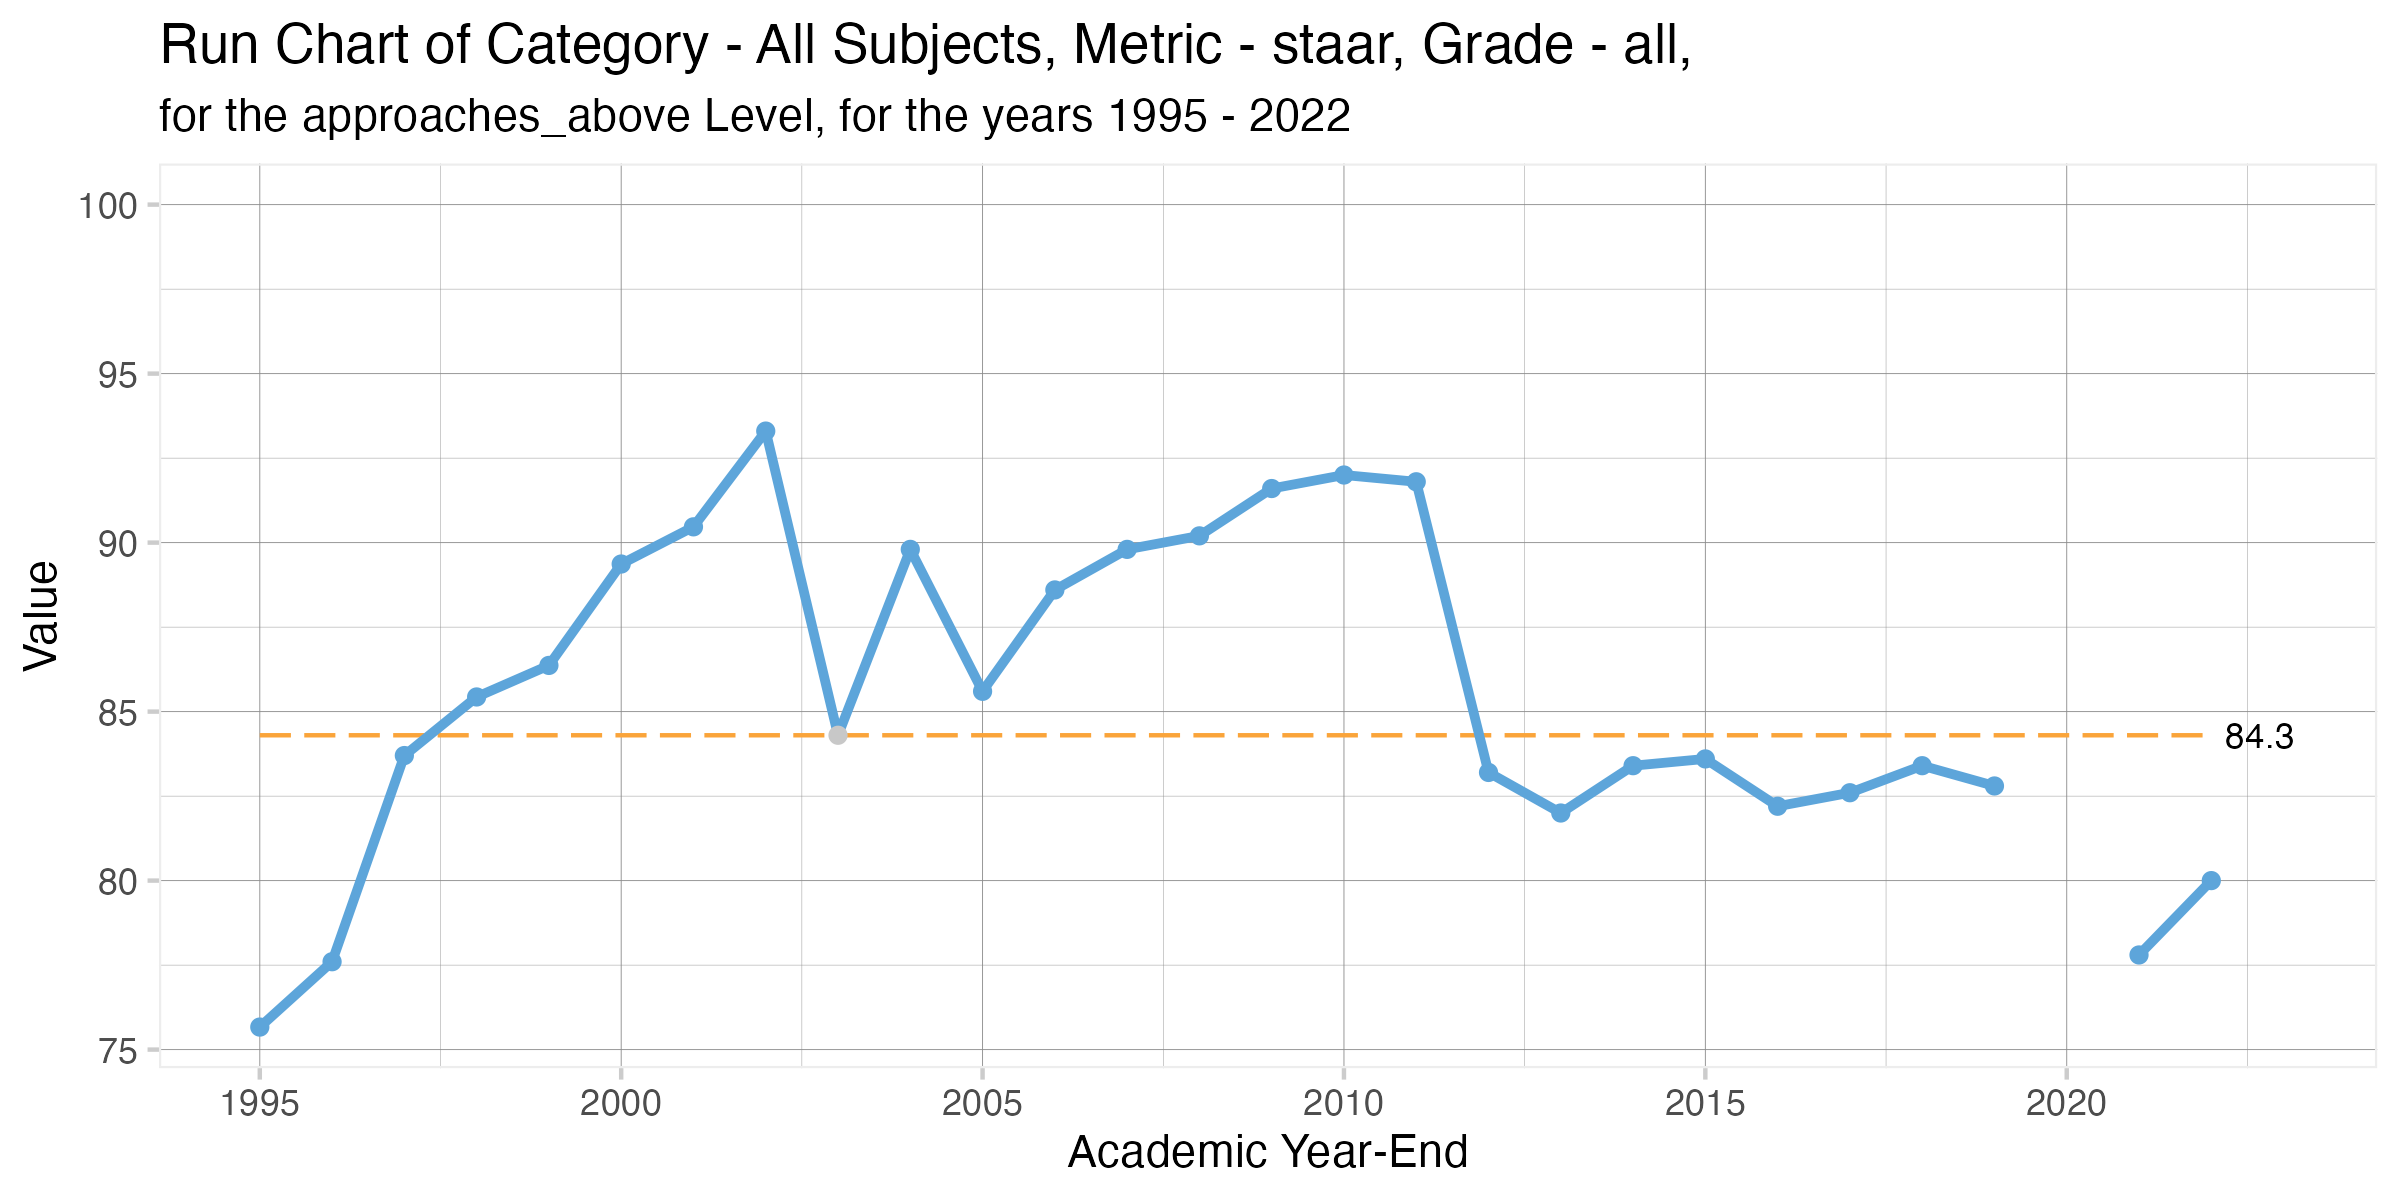 Run Chart of Category - All Subjects, Metric - staar, Grade - all,
for the approaches_above Level, for the years 1995 - 2022
100
95
90
85
80
75
Value
84.3
1995 2000 2005 2010 2015 2020
Academic Year-End